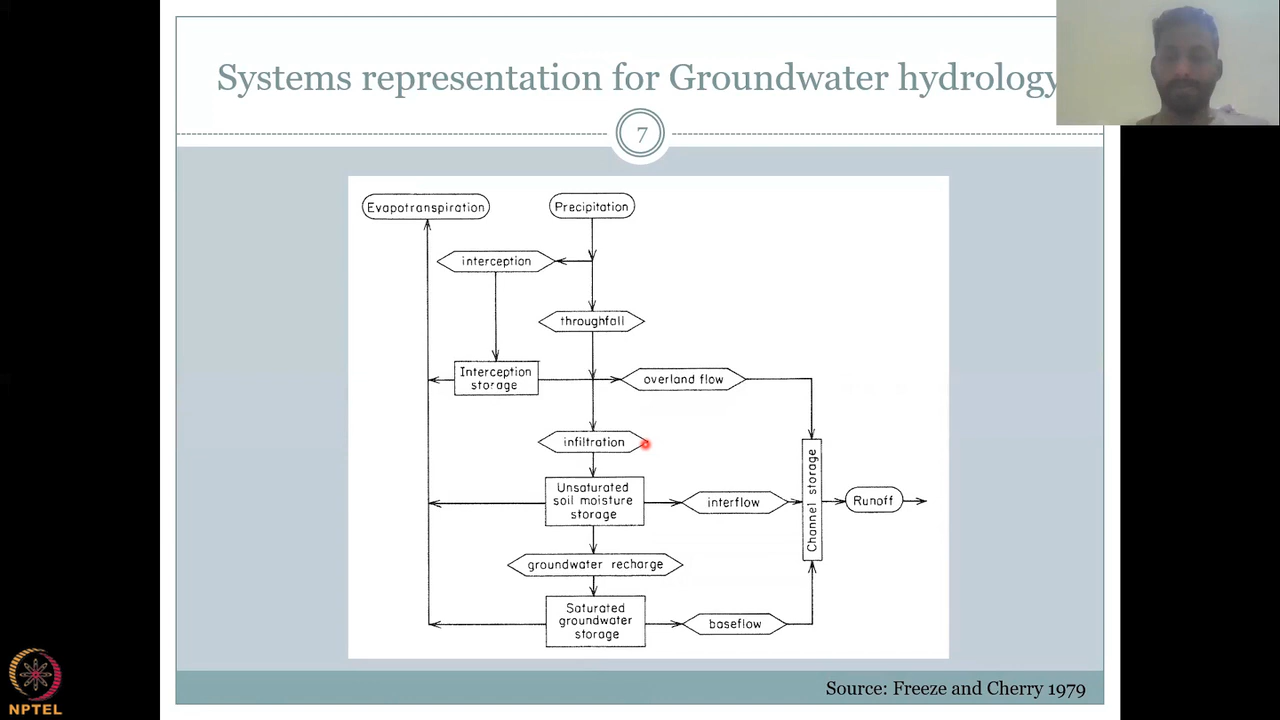 Systems representation for Groundwater hydrology
7
Evapotranspiration
Precipitation
interception
throughfall
Interception
storage
overland flow
infiltration
Unsaturated
soil moisture
storage
interflow
Channel storage
Runoff
groundwater recharge
Saturated
groundwater
storage
baseflow
Source: Freeze and Cherry 1979
NPTEL